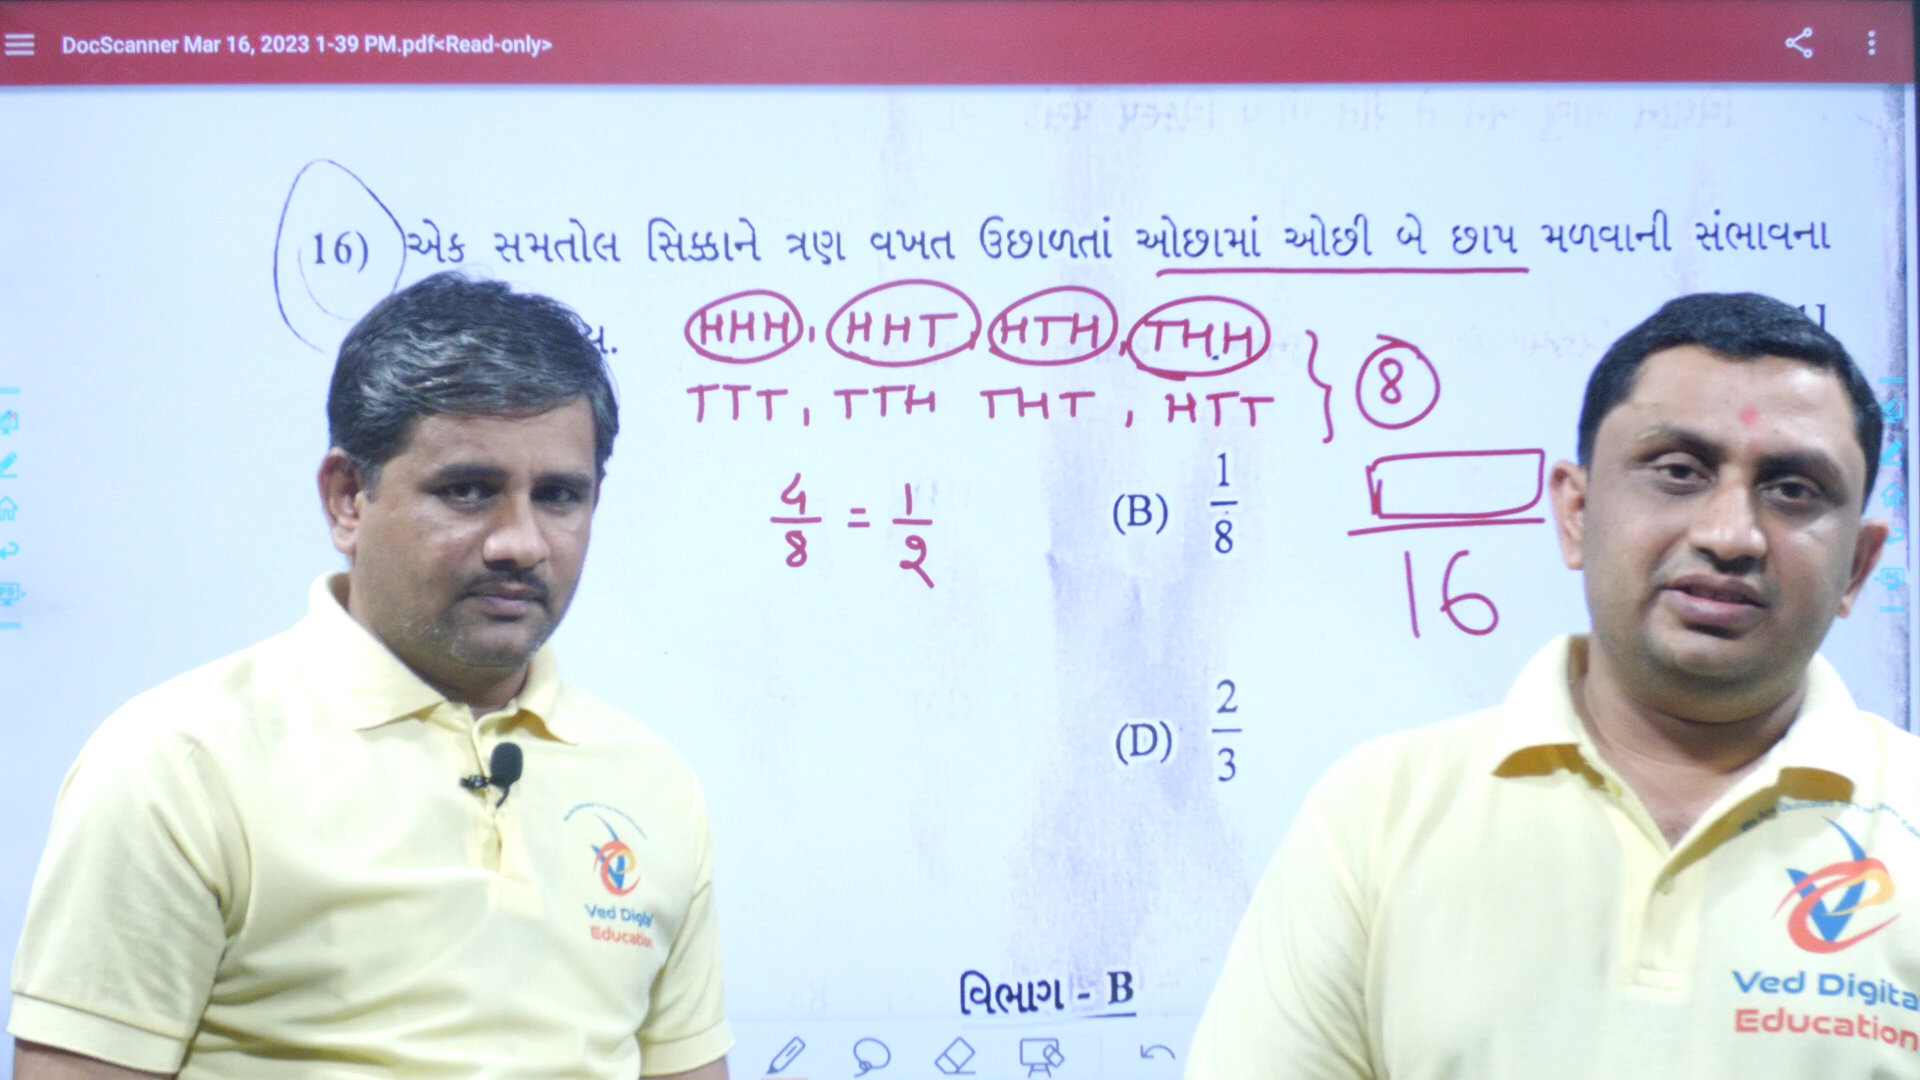 DocScanner Mar 16, 2023 1-39 PM.pdf<Read-only>
16) એક સમતોલ સિક્કાને ત્રણ વખત ઉછાળતાં ઓછામાં ઓછી બે છાપ મળવાની સંભાવના
HHH, HHT, HTH, THH
TTT, TTH THT, HTT } 8
4/8 = 1/2
(B) 1/8
16
(D) 2/3
વિભાગ - B
Ved Digital
Education
Ved Digita
Education